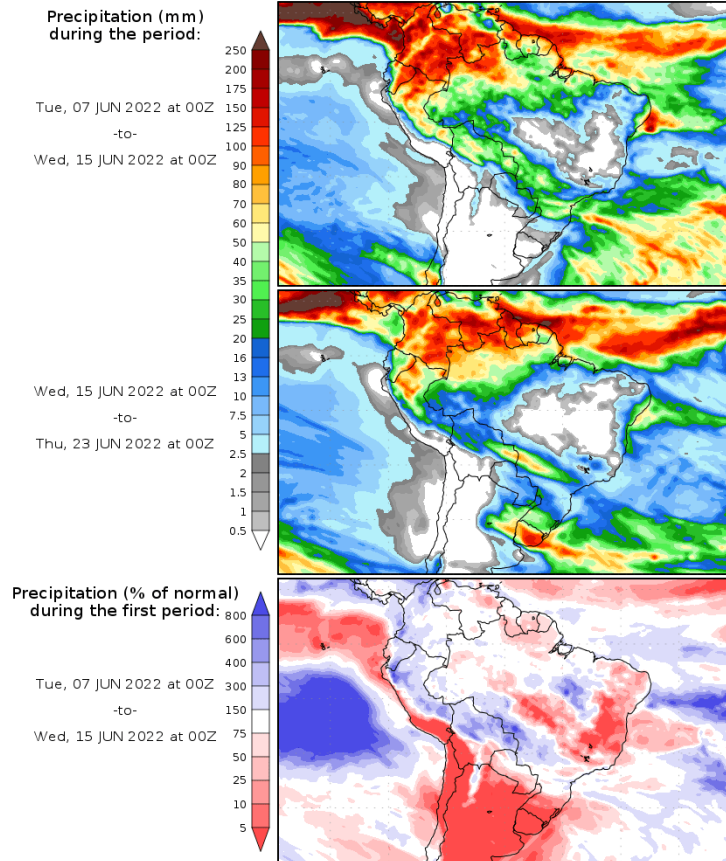 Precipitation (mm)
during the period:
Tue, 07 JUN 2022 at 00Z
-to-
Wed, 15 JUN 2022 at 00Z
250
200
175
150
125
100
90
80
70
60
50
40
35
30
25
20
16
13
10
7.5
5
2.5
2
1.5
1
0.5
Wed, 15 JUN 2022 at 00Z
-to-
Thu, 23 JUN 2022 at 00Z
Precipitation (% of normal)
during the first period:
Tue, 07 JUN 2022 at 00Z
-to-
Wed, 15 JUN 2022 at 00Z
800
600
400
300
150
75
50
25
10
5